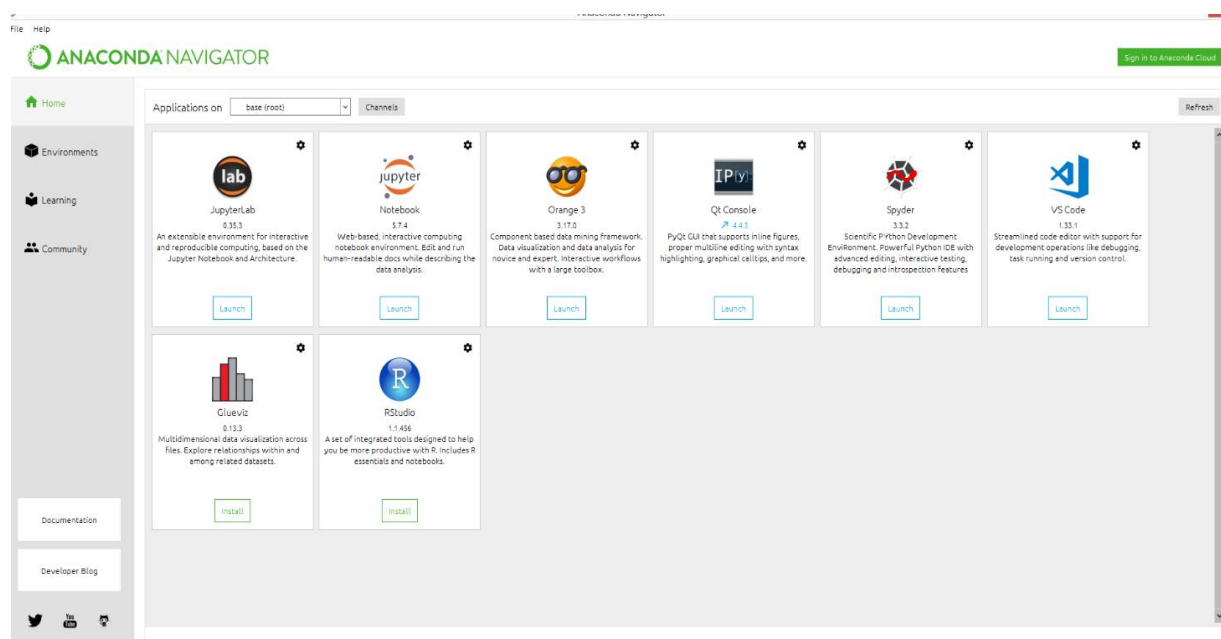 Anaconda Navigator
File Help
ANACONDA NAVIGATOR
Sign in to Anaconda Cloud
Home
Applications on base (root) Channels
Refresh
Environments
Learning
Community
lab
JupyterLab
0.35.3
An extensible environment for interactive
and reproducible computing, based on the
Jupyter Notebook and Architecture.
Launch
jupyter
Notebook
5.7.4
Web-based, interactive computing
notebook environment. Edit and run
human-readable docs while describing the
data analysis.
Launch
Orange 3
3.17.0
Component based data mining framework.
Data visualization and data analysis for
novice and expert. Interactive workflows
with a large toolbox.
Launch
IP[y]:
Qt Console
4.4.3
PyQt GUI that supports inline figures,
proper multiline editing with syntax
highlighting, graphical calltips, and more.
Launch
Spyder
3.3.2
Scientific PYthon Development
EnviRonment. Powerful Python IDE with
advanced editing, interactive testing,
debugging and introspection features
Launch
VS Code
1.33.1
Streamlined code editor with support for
development operations like debugging,
task running and version control.
Launch
Glueviz
0.13.3
Multidimensional data visualization across
files. Explore relationships within and
among related datasets.
Install
R
RStudio
1.1.456
A set of integrated tools designed to help
you be more productive with R. Includes R
essentials and notebooks.
Install
Documentation
Developer Blog
You
Tube